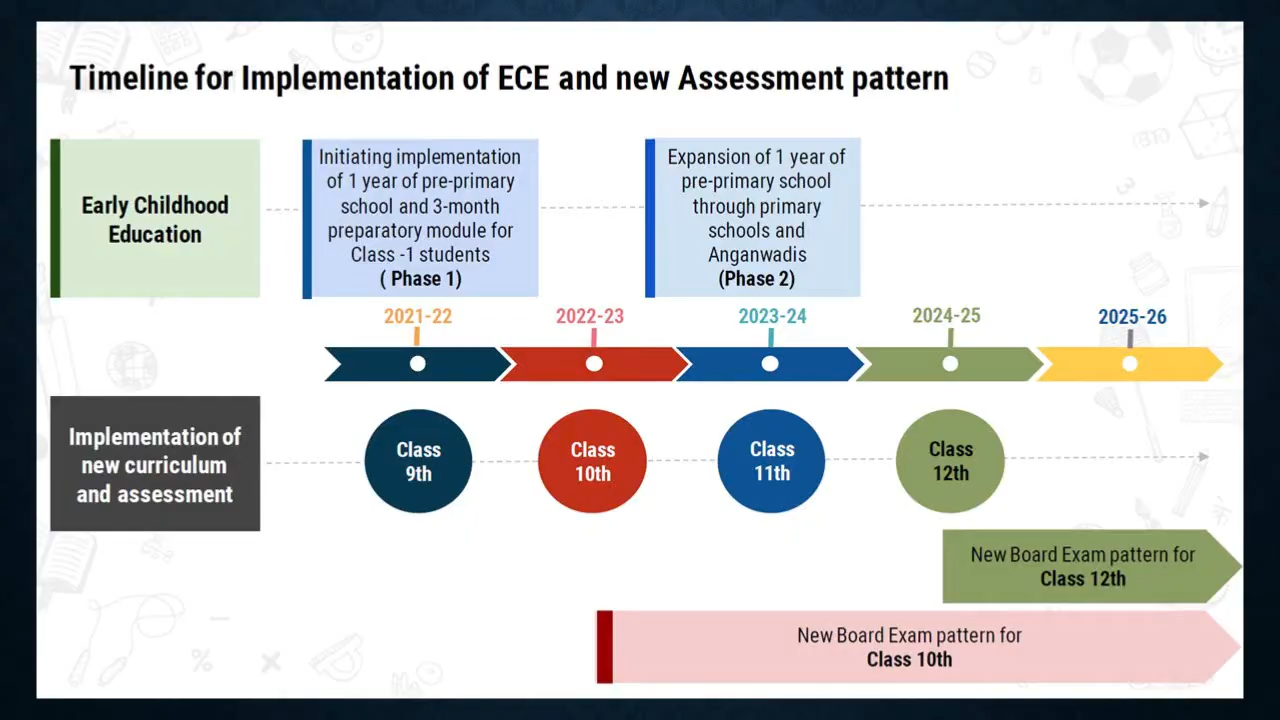 Timeline for Implementation of ECE and new Assessment pattern
Early Childhood
Education
Initiating implementation
of 1 year of pre-primary
school and 3-month
preparatory module for
Class -1 students
( Phase 1)
Expansion of 1 year of
pre-primary school
through primary
schools and
Anganwadis
(Phase 2)
2021-22
2022-23
2023-24
2024-25
2025-26
Implementation of
new curriculum
and assessment
Class
9th
Class
10th
Class
11th
Class
12th
New Board Exam pattern for
Class 12th
New Board Exam pattern for
Class 10th